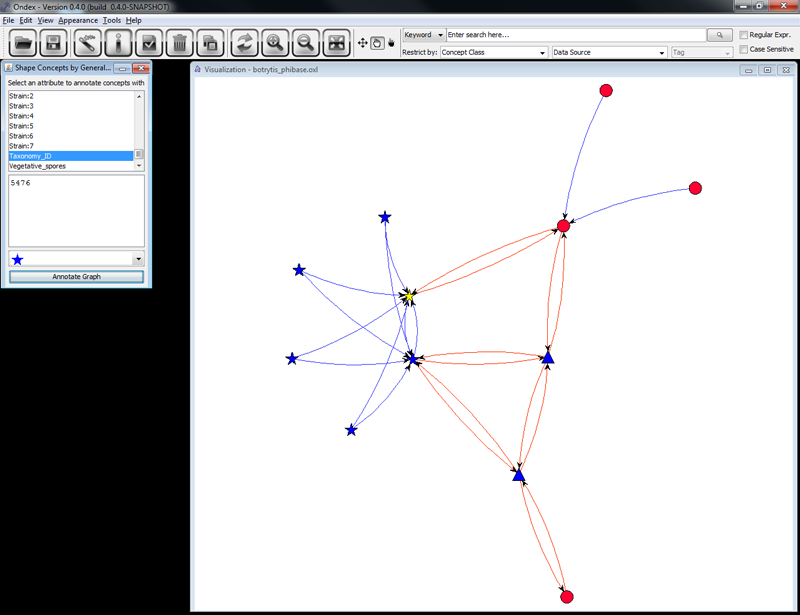 Ondex - Version 0.4.0 (build 0.4.0-SNAPSHOT)
File Edit View Appearance Tools Help
Keyword Enter search here... Regular Expr.
Restrict by: Concept Class Data Source Tag Case Sensitive
Shape Concepts by General...
Select an attribute to annotate concepts with
Strain:2
Strain:3
Strain:4
Strain:5
Strain:6
Strain:7
Taxonomy_ID
Vegetative_spores
5476
Annotate Graph
Visualization - botrytis_phibase.oxl